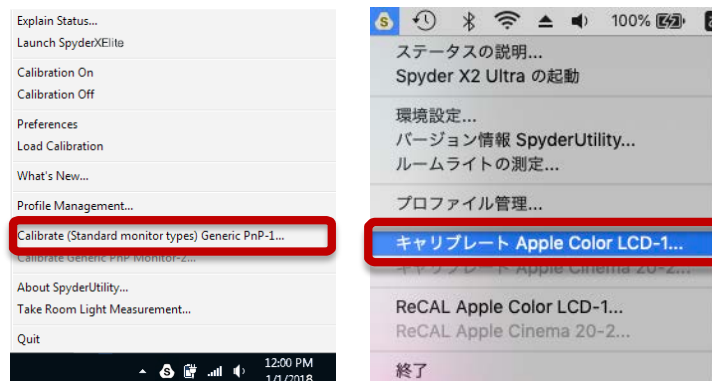 Explain Status...
Launch SpyderXElite
Calibration On
Calibration Off
Preferences
Load Calibration
What's New...
Profile Management...
Calibrate (Standard monitor types) Generic PnP-1...
Calibrate Generic PnP Monitor-2...
About SpyderUtility...
Take Room Light Measurement...
Quit
12:00 PM
1/1/2018
S
100%
ステータスの説明...
Spyder X2 Ultra の起動
環境設定...
バージョン情報 SpyderUtility...
ルームライトの測定...
プロファイル管理...
キャリブレート Apple Color LCD-1...
キャリブレート Apple Cinema 20-2...
ReCAL Apple Color LCD-1...
ReCAL Apple Cinema 20-2...
終了